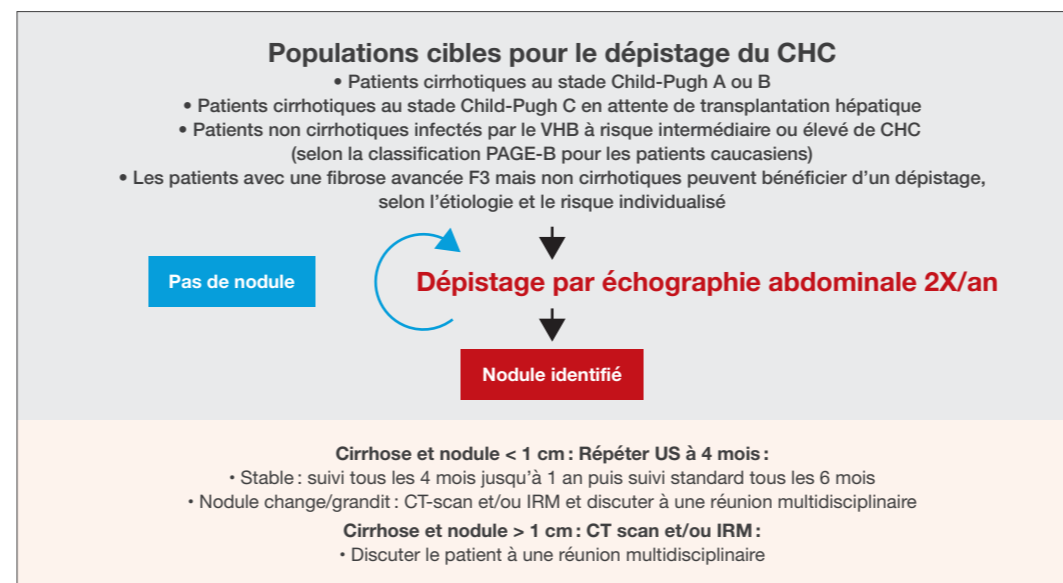 Populations cibles pour le dépistage du CHC
• Patients cirrhotiques au stade Child-Pugh A ou B
• Patients cirrhotiques au stade Child-Pugh C en attente de transplantation hépatique
• Patients non cirrhotiques infectés par le VHB à risque intermédiaire ou élevé de CHC
(selon la classification PAGE-B pour les patients caucasiens)
• Les patients avec une fibrose avancée F3 mais non cirrhotiques peuvent bénéficier d’un dépistage,
selon l’étiologie et le risque individualisé
Pas de nodule
Dépistage par échographie abdominale 2X/an
Nodule identifié
Cirrhose et nodule < 1 cm : Répéter US à 4 mois :
• Stable : suivi tous les 4 mois jusqu’à 1 an puis suivi standard tous les 6 mois
• Nodule change/grandit : CT-scan et/ou IRM et discuter à une réunion multidisciplinaire
Cirrhose et nodule > 1 cm : CT scan et/ou IRM :
• Discuter le patient à une réunion multidisciplinaire